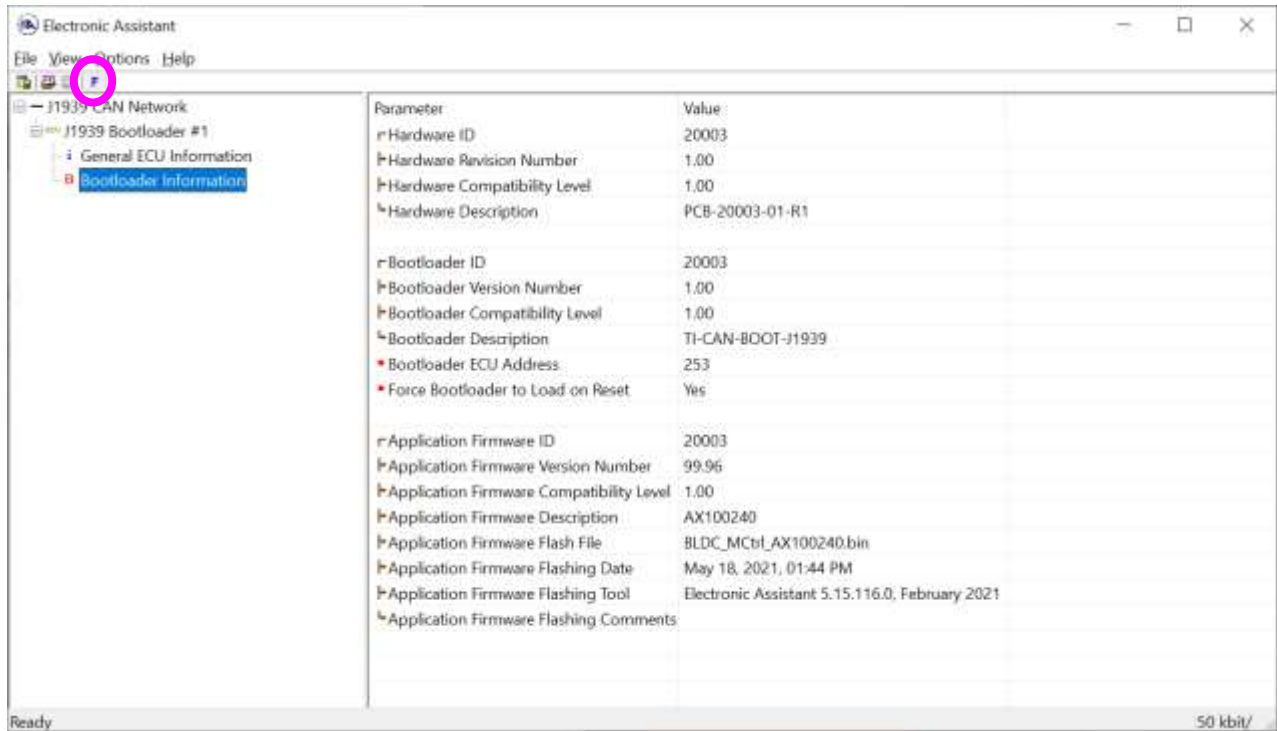 Electronic Assistant
File View Options Help
F
J1939 CAN Network
J1939 Bootloader #1
i General ECU Information
B Bootloader Information
Parameter Value
Hardware ID 20003
Hardware Revision Number 1.00
Hardware Compatibility Level 1.00
Hardware Description PCB-20003-01-R1
Bootloader ID 20003
Bootloader Version Number 1.00
Bootloader Compatibility Level 1.00
Bootloader Description TI-CAN-BOOT-J1939
Bootloader ECU Address 253
Force Bootloader to Load on Reset Yes
Application Firmware ID 20003
Application Firmware Version Number 99.96
Application Firmware Compatibility Level 1.00
Application Firmware Description AX100240
Application Firmware Flash File BLDC_MCtrl_AX100240.bin
Application Firmware Flashing Date May 18, 2021, 01:44 PM
Application Firmware Flashing Tool Electronic Assistant 5.15.116.0, February 2021
Application Firmware Flashing Comments
Ready 50 kbit/